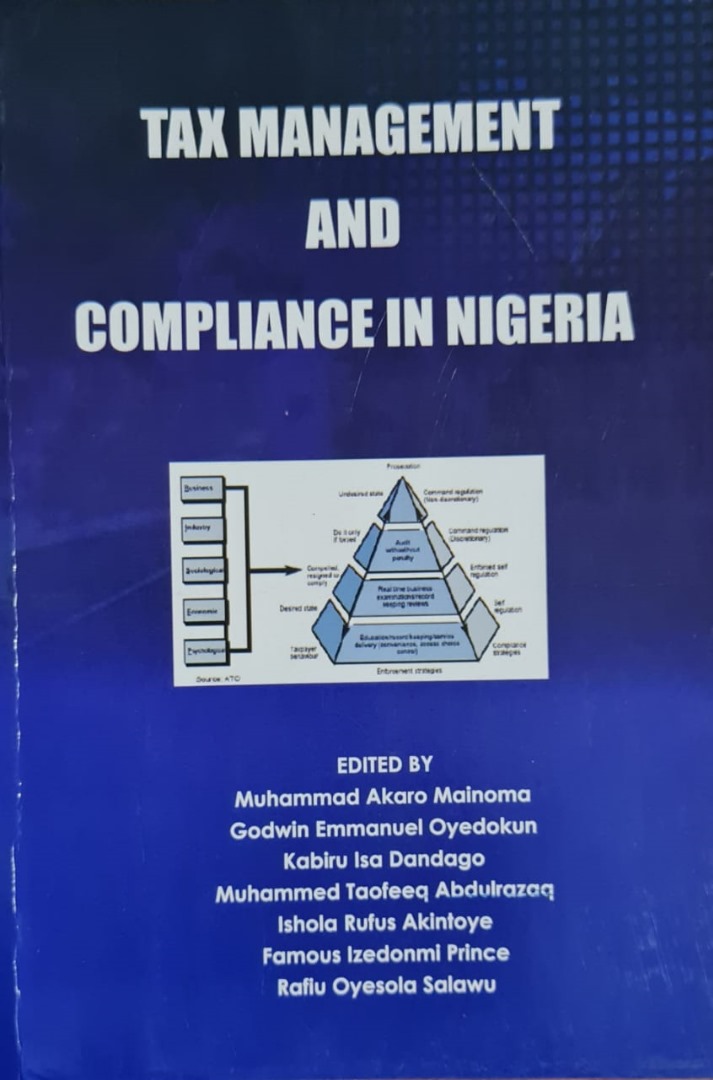 TAX MANAGEMENT
AND
COMPLIANCE IN NIGERIA
Business
Industry
Sociological
Economic
Psychological
Source: ATO
Prosecution
Undesired state
Command regulation
(Non discretionary)
Do it only
if forced
Audit
with/without
penalty
Command regulation
(Discretionary)
Compelled,
resigned to
comply
Real time business
examinations/record
keeping reviews
Enforced self
regulation
Desired state
Self
regulation
Education/record keeping/service
delivery (convenience, access choice
control)
Taxpayer
behaviour
Compliance
strategies
Enforcement strategies
EDITED BY
Muhammad Akaro Mainoma
Godwin Emmanuel Oyedokun
Kabiru Isa Dandago
Muhammed Taofeeq Abdulrazaq
Ishola Rufus Akintoye
Famous Izedonmi Prince
Rafiu Oyesola Salawu